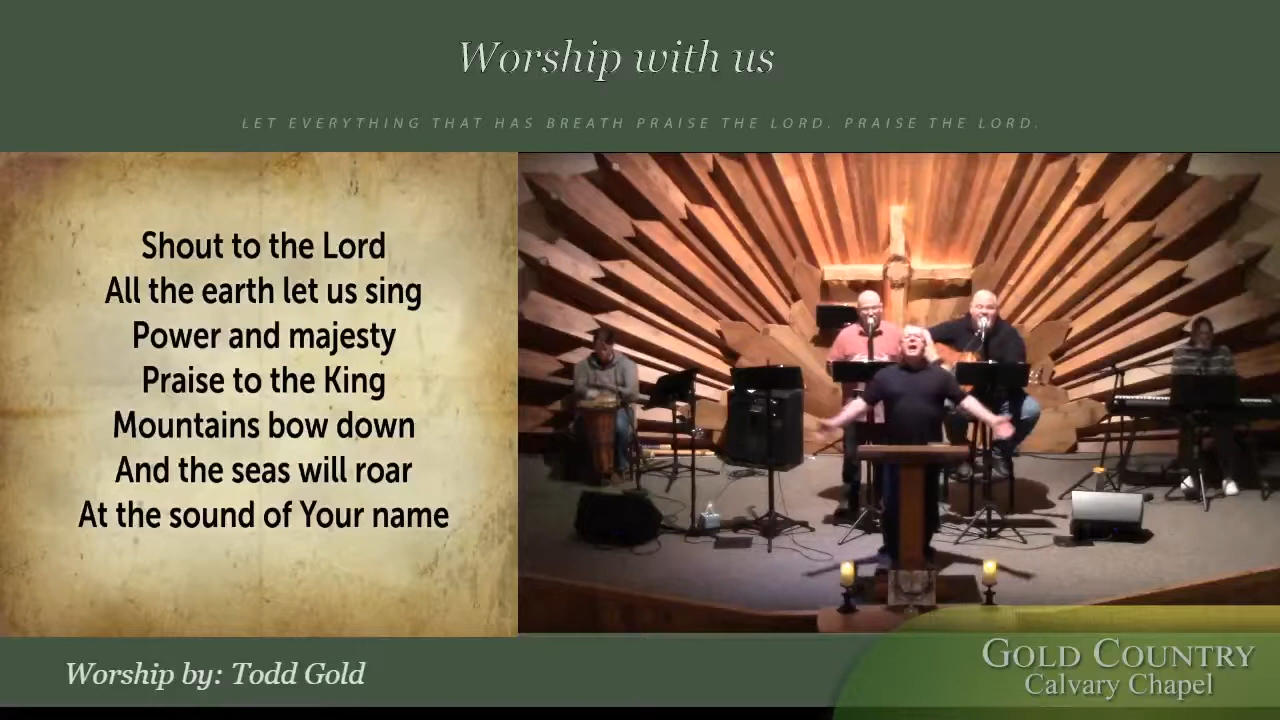 Worship with us
LET EVERYTHING THAT HAS BREATH PRAISE THE LORD. PRAISE THE LORD.
Shout to the Lord
All the earth let us sing
Power and majesty
Praise to the King
Mountains bow down
And the seas will roar
At the sound of Your name
Worship by: Todd Gold
GOLD COUNTRY
Calvary Chapel